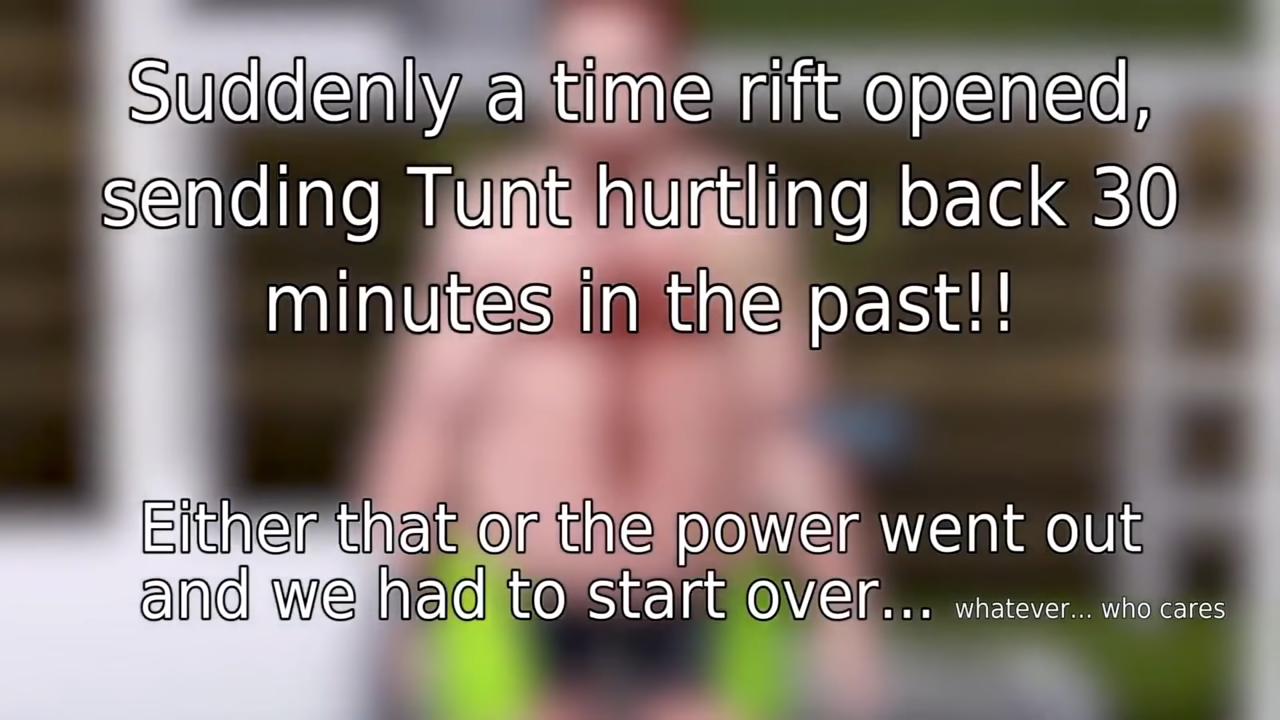 Suddenly a time rift opened,
sending Tunt hurtling back 30
minutes in the past!!
Either that or the power went out
and we had to start over... whatever... who cares